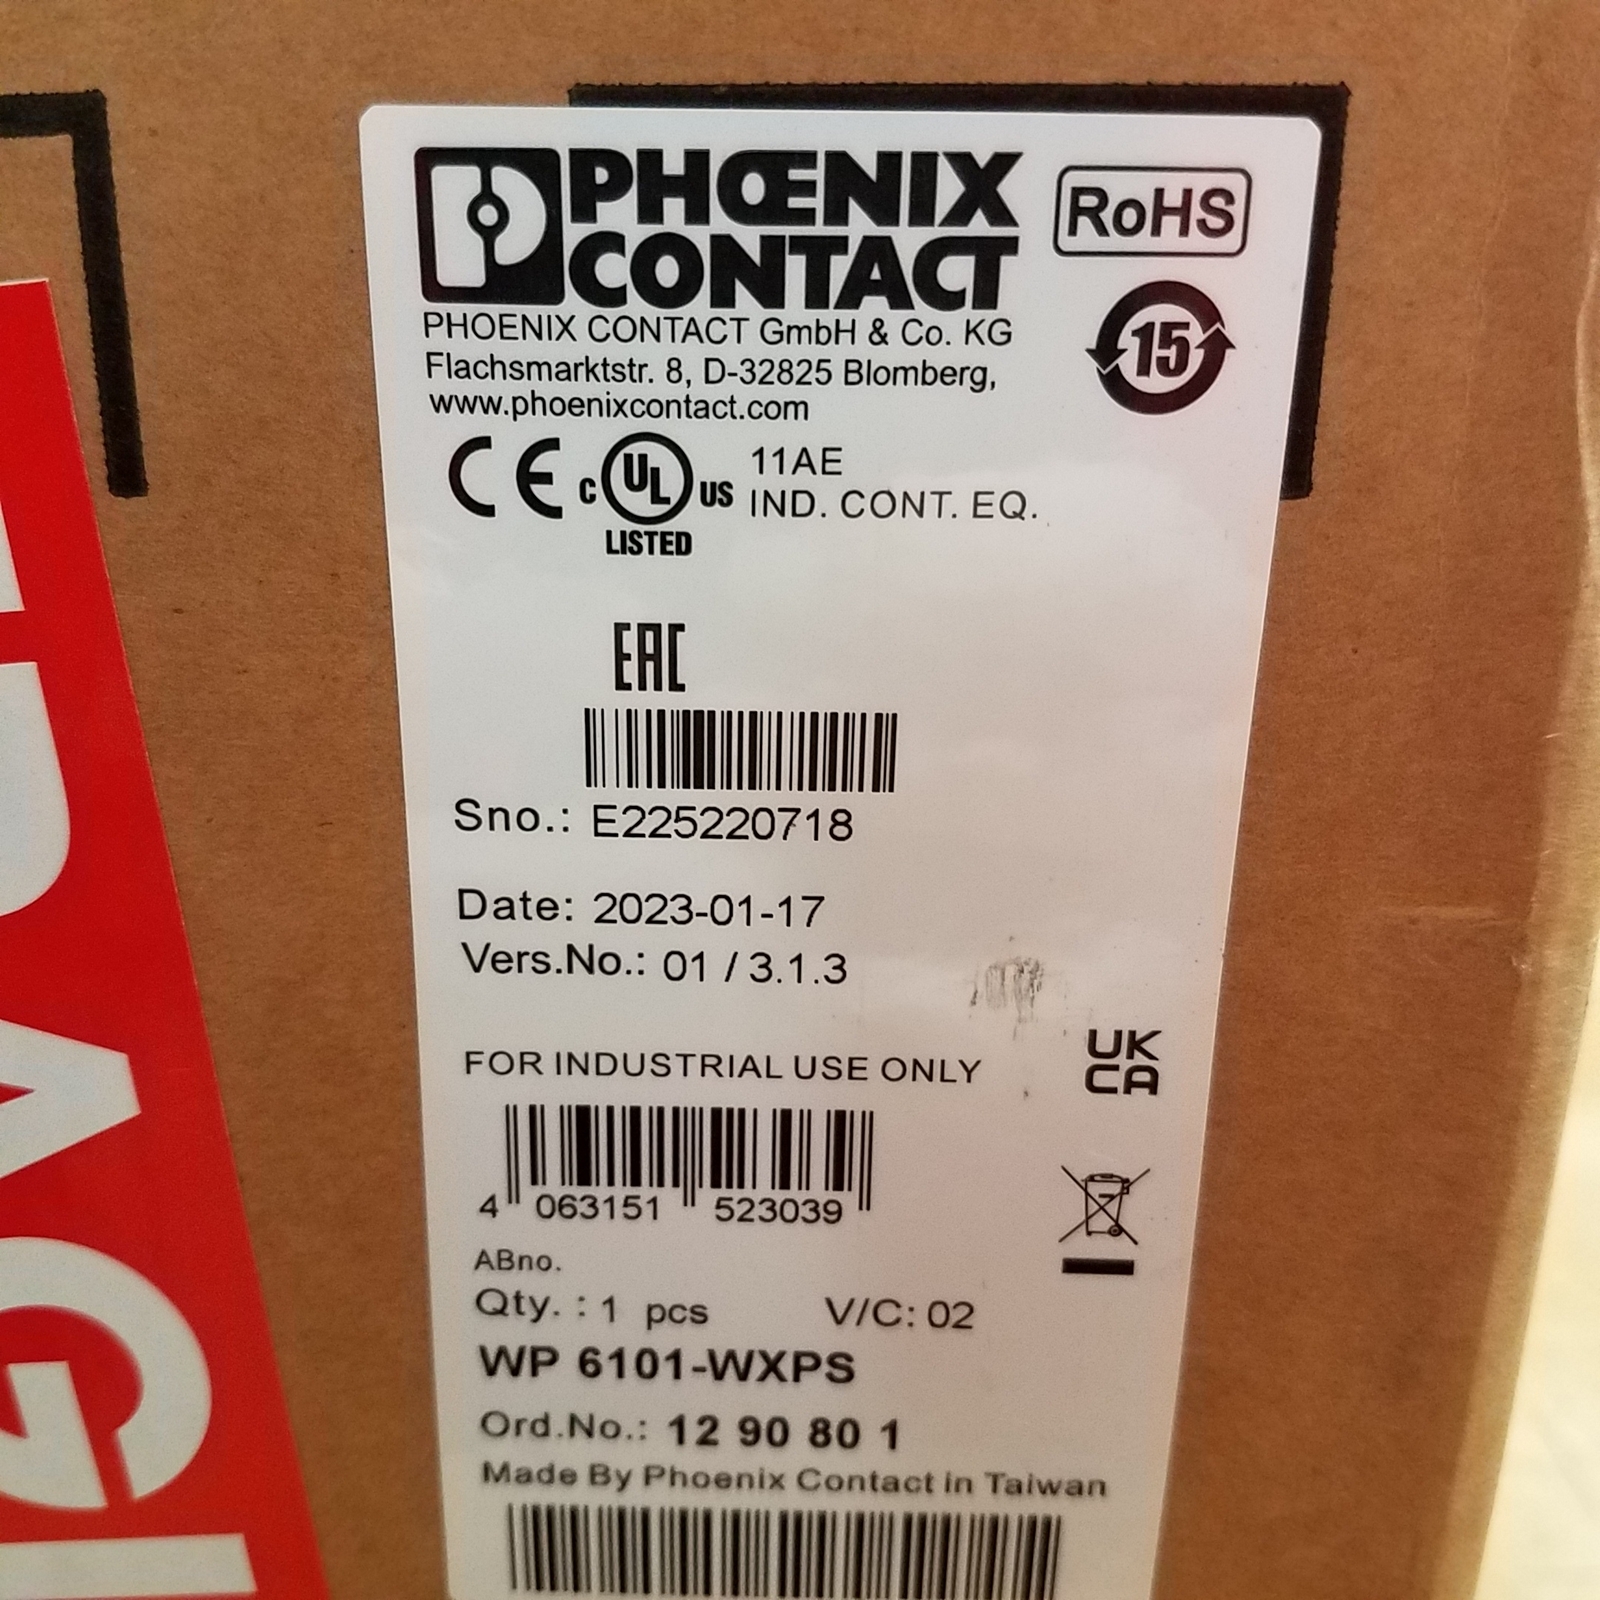 PHŒNIX
CONTACT
RoHS
PHOENIX CONTACT GmbH & Co. KG
Flachsmarktstr. 8, D-32825 Blomberg,
www.phoenixcontact.com
15
CE
C UL US
LISTED
11AE
IND. CONT. EQ.
EAC
Sno.: E225220718
Date: 2023-01-17
Vers.No.: 01 / 3.1.3
FOR INDUSTRIAL USE ONLY
UK
CA
4 063151 523039
ABno.
Qty. : 1 pcs V/C: 02
WP 6101-WXPS
Ord.No.: 12 90 80 1
Made By Phoenix Contact in Taiwan